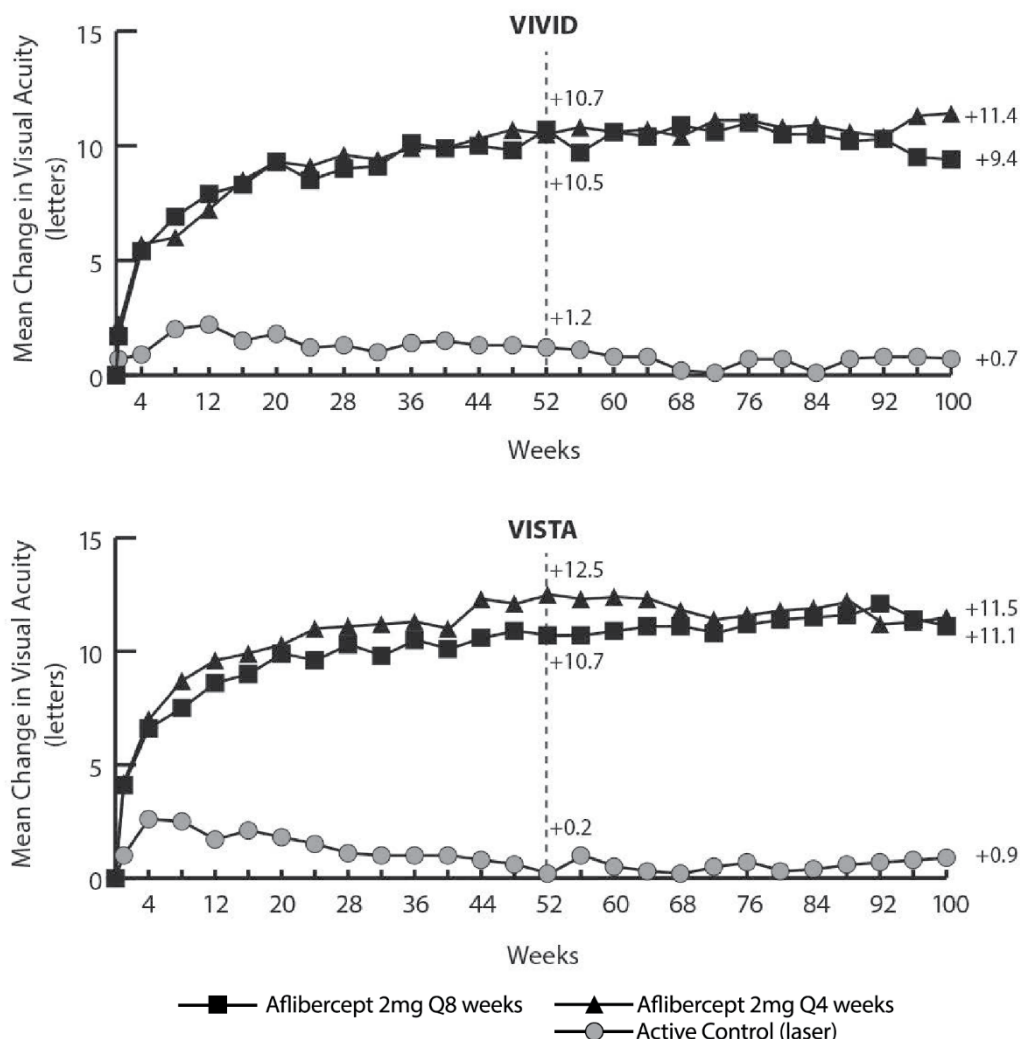 VIVID
Mean Change in Visual Acuity
(letters)
15
10
5
0
+10.7
+10.5
+1.2
+11.4
+9.4
+0.7
4 12 20 28 36 44 52 60 68 76 84 92 100
Weeks
VISTA
Mean Change in Visual Acuity
(letters)
15
10
5
0
+12.5
+10.7
+0.2
+11.5
+11.1
+0.9
4 12 20 28 36 44 52 60 68 76 84 92 100
Weeks
Aflibercept 2mg Q8 weeks Aflibercept 2mg Q4 weeks
Active Control (laser)